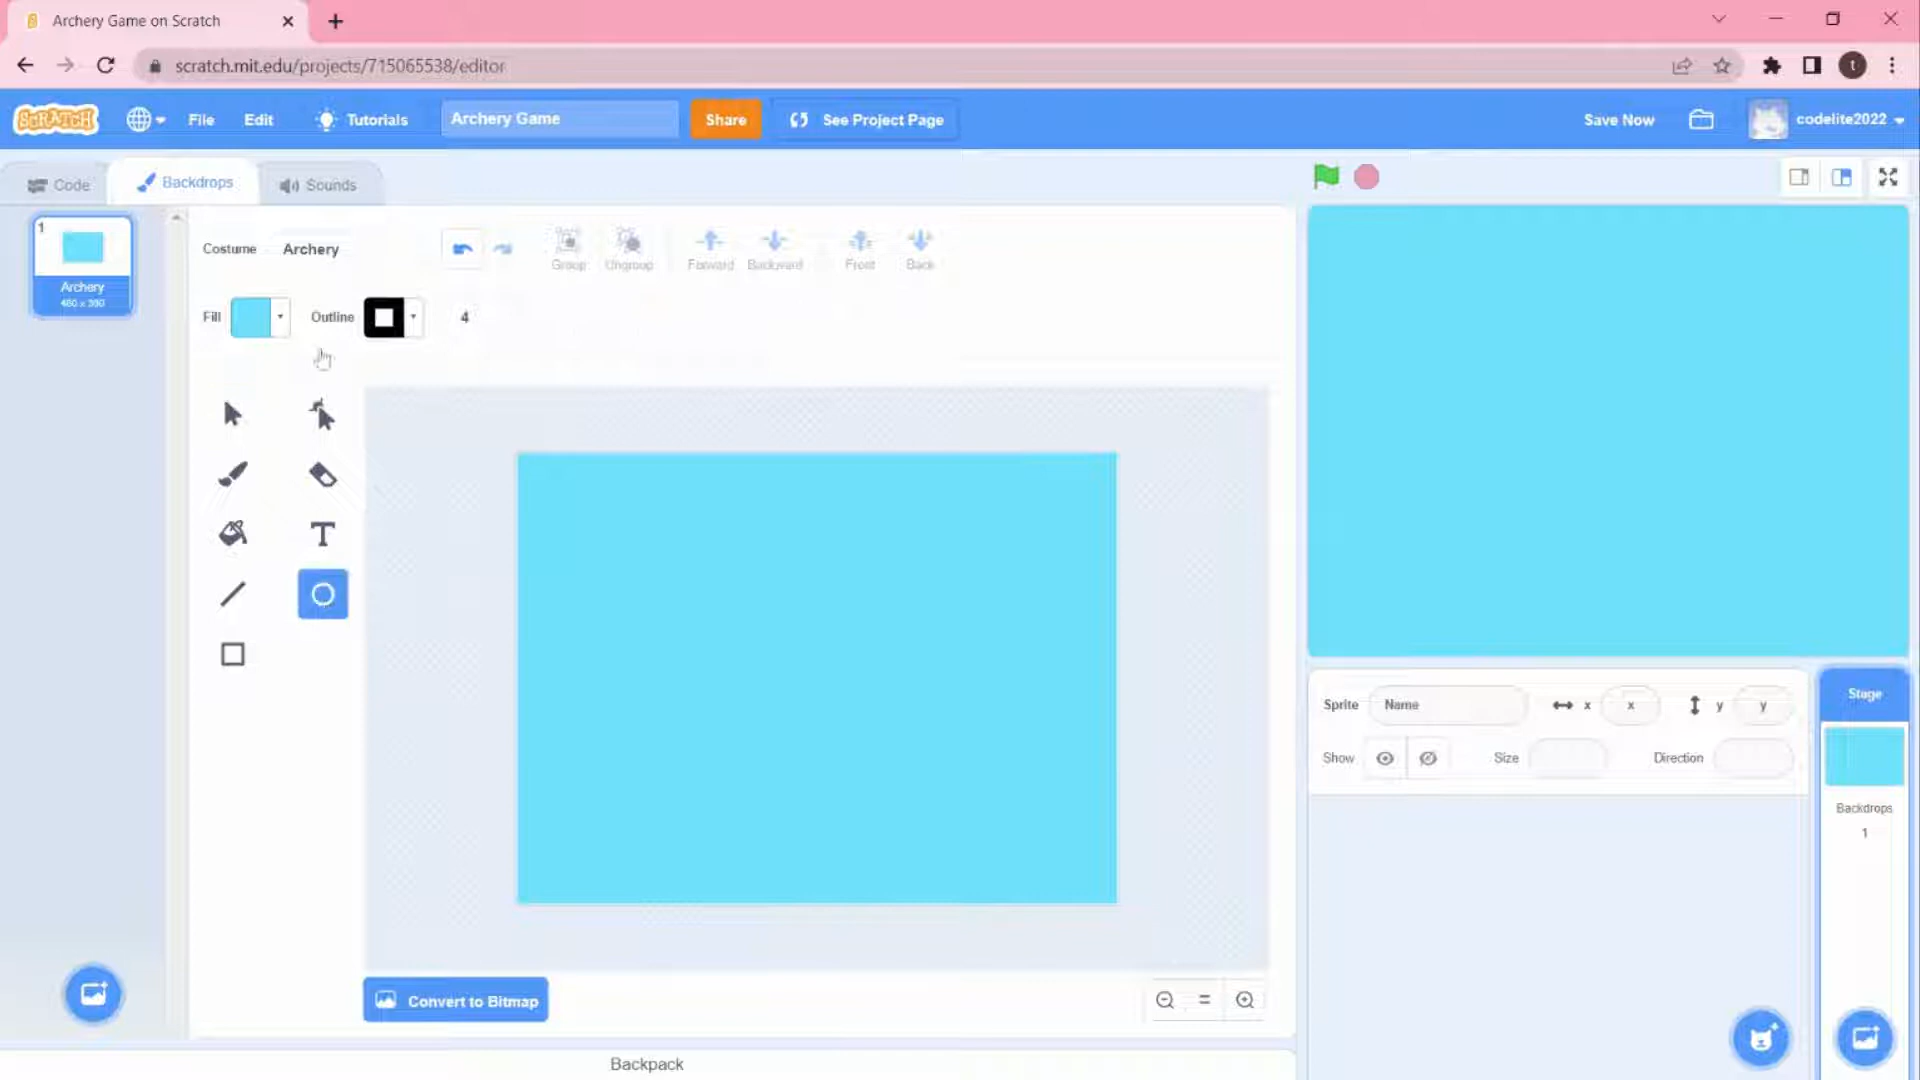 Archery Game on Scratch
scratch.mit.edu/projects/715065538/editor
t
SCRATCH
File
Edit
Tutorials
Archery Game
Share
See Project Page
Save Now
codelite2022
Code
Backdrops
Sounds
1
Archery
480 x 360
Costume
Archery
Group
Ungroup
Forward
Backward
Front
Back
Fill
Outline
4
T
Convert to Bitmap
Backpack
Sprite
Name
x
x
y
y
Show
Size
Direction
Stage
Backdrops
1